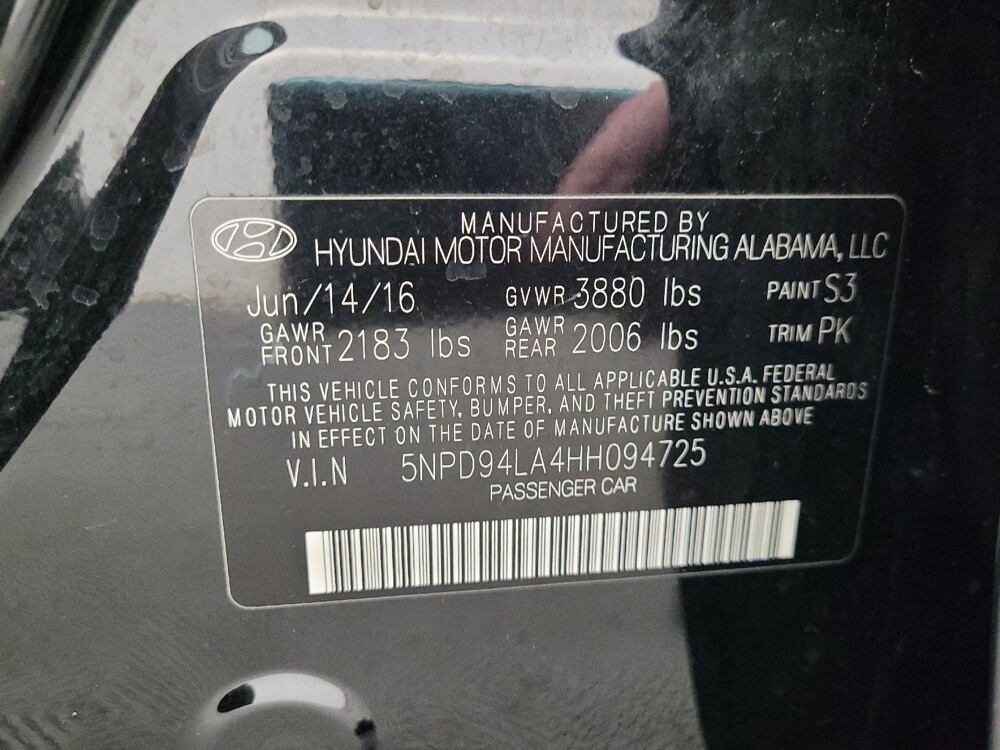 MANUFACTURED BY
HYUNDAI MOTOR MANUFACTURING ALABAMA, LLC
Jun/14/16 GVWR 3880 lbs PAINT S3
GAWR FRONT 2183 lbs GAWR REAR 2006 lbs TRIM PK
THIS VEHICLE CONFORMS TO ALL APPLICABLE U.S.A. FEDERAL
MOTOR VEHICLE SAFETY, BUMPER, AND THEFT PREVENTION STANDARDS
IN EFFECT ON THE DATE OF MANUFACTURE SHOWN ABOVE
V.I.N 5NPD94LA4HH094725
PASSENGER CAR